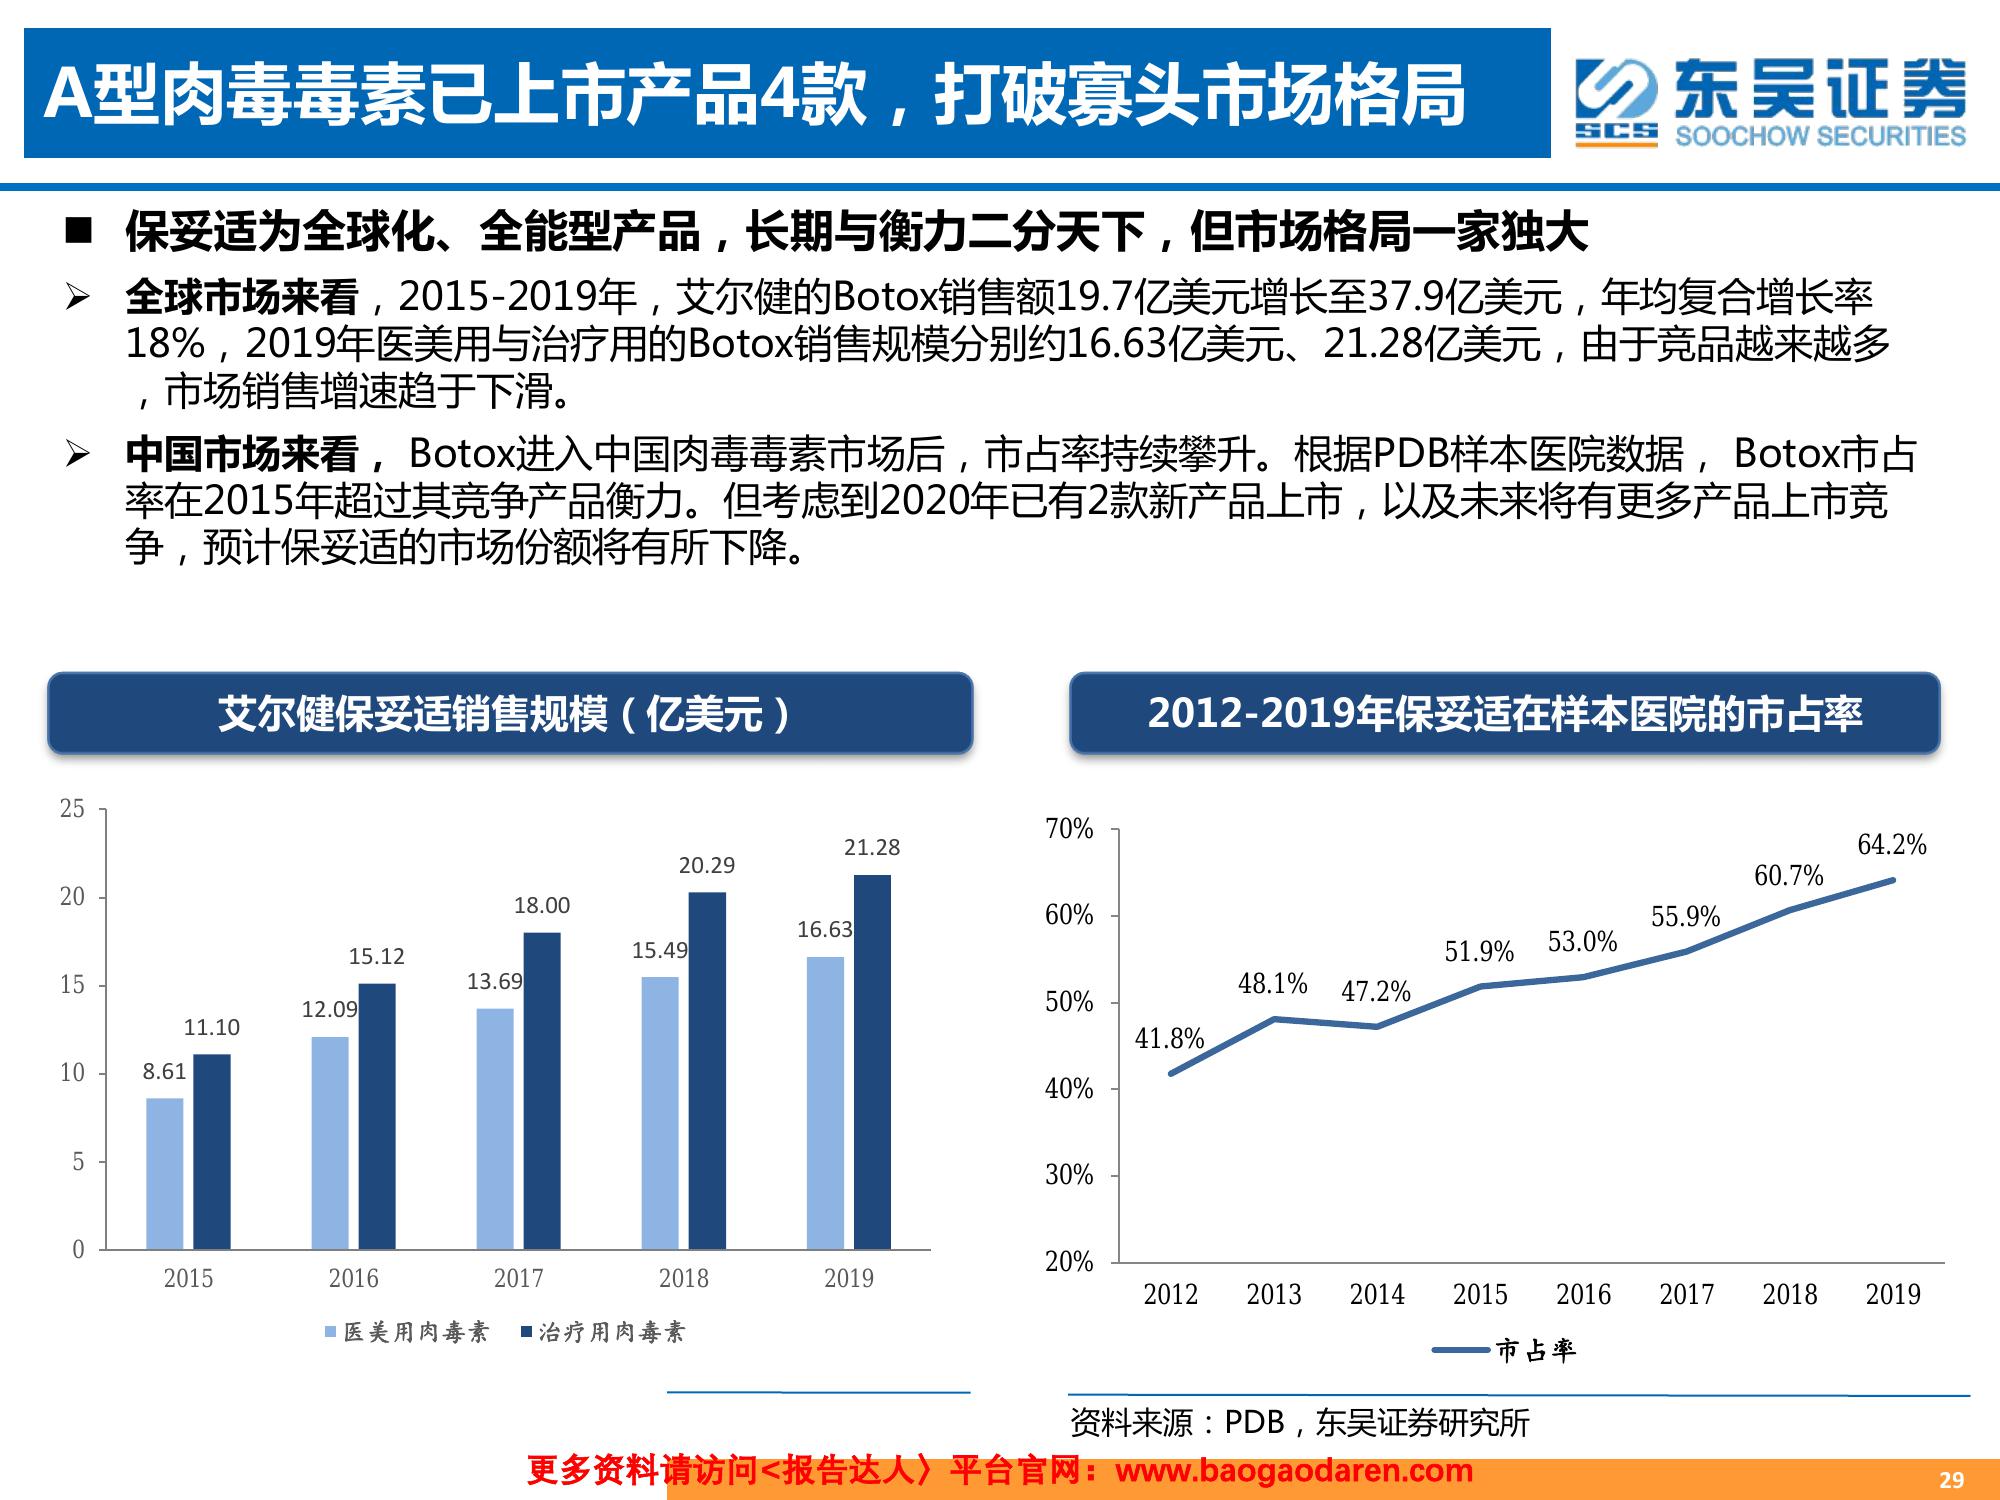 A型肉毒毒素已上市产品4款，打破寡头市场格局
SCS
东吴证券
SOOCHOW SECURITIES
■ 保妥适为全球化、全能型产品，长期与衡力二分天下，但市场格局一家独大
➢ 全球市场来看，2015-2019年，艾尔健的Botox销售额19.7亿美元增长至37.9亿美元，年均复合增长率
18%，2019年医美用与治疗用的Botox销售规模分别约16.63亿美元、21.28亿美元，由于竞品越来越多
，市场销售增速趋于下滑。
➢ 中国市场来看， Botox进入中国肉毒毒素市场后，市占率持续攀升。根据PDB样本医院数据， Botox市占
率在2015年超过其竞争产品衡力。但考虑到2020年已有2款新产品上市，以及未来将有更多产品上市竞
争，预计保妥适的市场份额将有所下降。
艾尔健保妥适销售规模（亿美元）
25
20
15
10
5
0
8.61
11.10
12.09
15.12
13.69
18.00
15.49
20.29
16.63
21.28
2015 2016 2017 2018 2019
医美用肉毒素 治疗用肉毒素
2012-2019年保妥适在样本医院的市占率
70%
60%
50%
40%
30%
20%
41.8%
48.1%
47.2%
51.9%
53.0%
55.9%
60.7%
64.2%
2012 2013 2014 2015 2016 2017 2018 2019
市占率
资料来源：PDB，东吴证券研究所
更多资料请访问<报告达人〉平台官网：www.baogaodaren.com
29